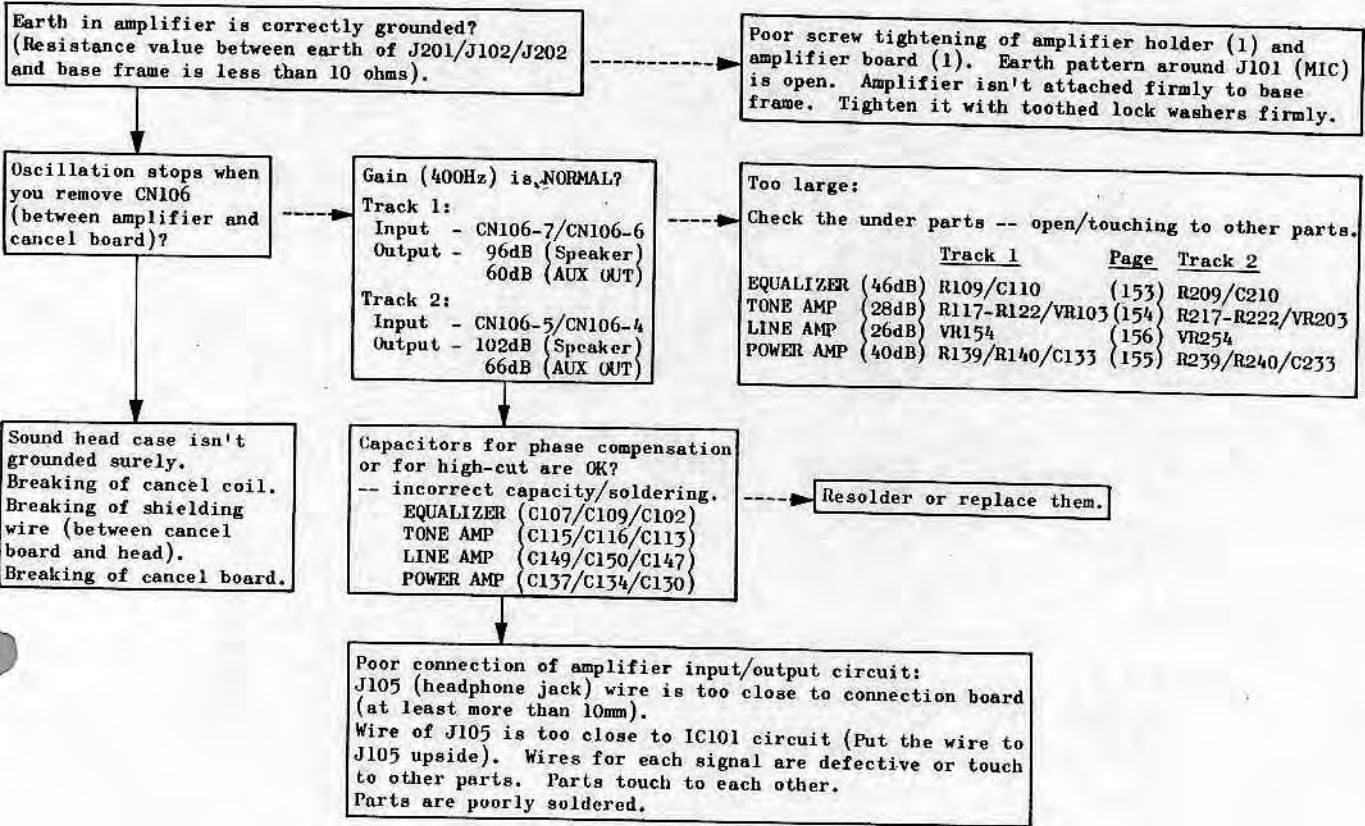 Earth in amplifier is correctly grounded?
(Resistance value between earth of J201/J102/J202
and base frame is less than 10 ohms).
Poor screw tightening of amplifier holder (1) and
amplifier board (1). Earth pattern around J101 (MIC)
is open. Amplifier isn't attached firmly to base
frame. Tighten it with toothed lock washers firmly.
Oscillation stops when
you remove CN106
(between amplifier and
cancel board)?
Gain (400Hz) is NORMAL?
Track 1:
Input - CN106-7/CN106-6
Output - 96dB (Speaker)
60dB (AUX OUT)
Track 2:
Input - CN106-5/CN106-4
Output - 102dB (Speaker)
66dB (AUX OUT)
Too large:
Check the under parts -- open/touching to other parts.
Track 1 Page Track 2
EQUALIZER (46dB) R109/C110 (153) R209/C210
TONE AMP (28dB) R117-R122/VR103 (154) R217-R222/VR203
LINE AMP (26dB) VR154 (156) VR254
POWER AMP (40dB) R139/R140/C133 (155) R239/R240/C233
Sound head case isn't
grounded surely.
Breaking of cancel coil.
Breaking of shielding
wire (between cancel
board and head).
Breaking of cancel board.
Capacitors for phase compensation
or for high-cut are OK?
-- incorrect capacity/soldering.
EQUALIZER (C107/C109/C102)
TONE AMP (C115/C116/C113)
LINE AMP (C149/C150/C147)
POWER AMP (C137/C134/C130)
Resolder or replace them.
Poor connection of amplifier input/output circuit:
J105 (headphone jack) wire is too close to connection board
(at least more than 10mm).
Wire of J105 is too close to IC101 circuit (Put the wire to
J105 upside). Wires for each signal are defective or touch
to other parts. Parts touch to each other.
Parts are poorly soldered.